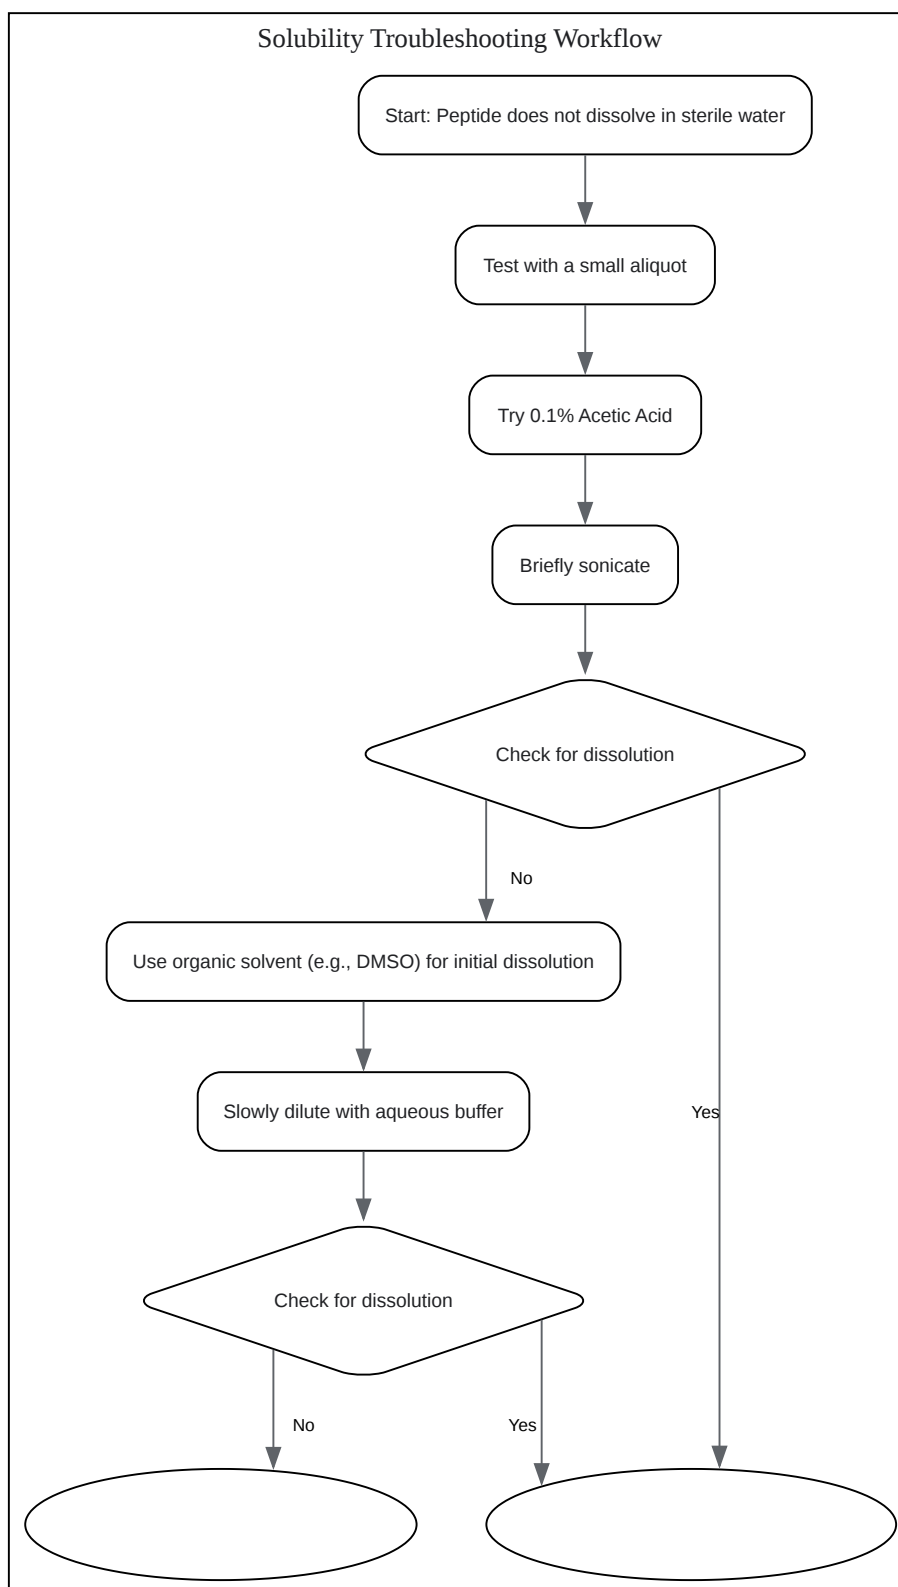 Solubility Troubleshooting Workflow
Start: Peptide does not dissolve in sterile water
Test with a small aliquot
Try 0.1% Acetic Acid
Briefly sonicate
Check for dissolution
No
Use organic solvent (e.g., DMSO) for initial dissolution
Slowly dilute with aqueous buffer
Yes
Check for dissolution
No
Yes